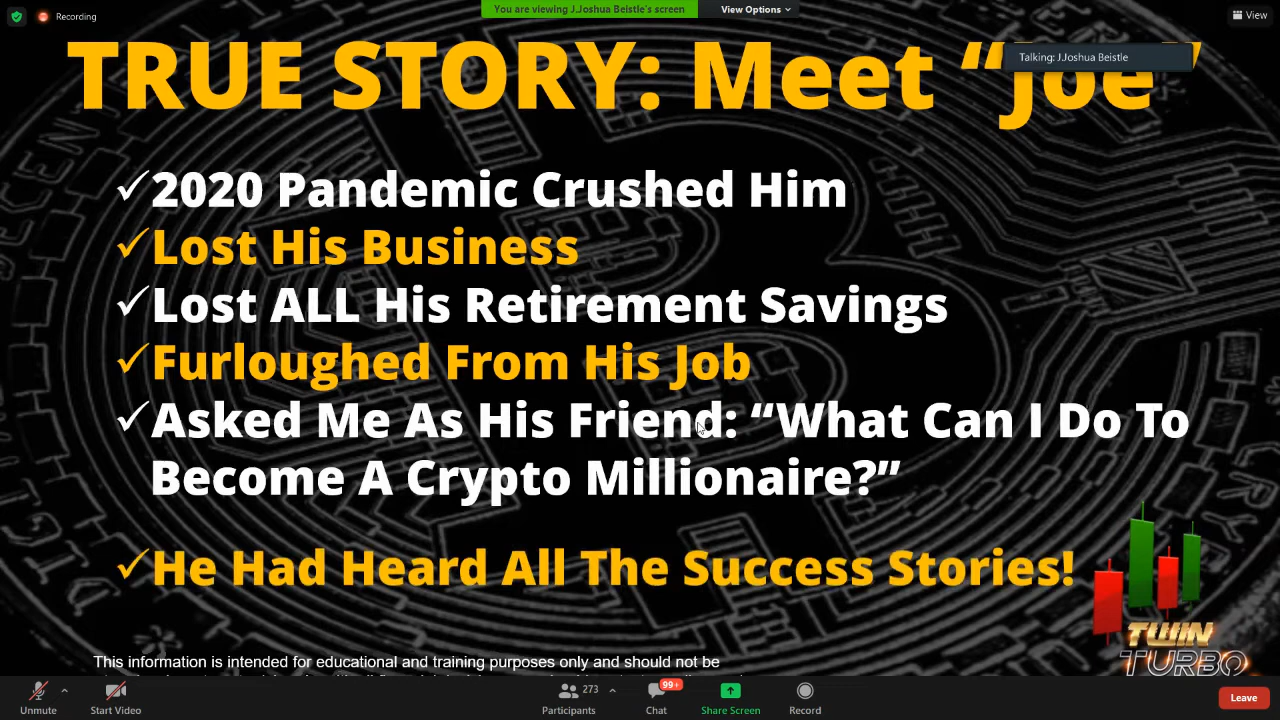 Recording
You are viewing J.Joshua Beistle's screen
View Options
View
TRUE STORY: Meet “Joe”
Talking: J.Joshua Beistle
2020 Pandemic Crushed Him
Lost His Business
Lost ALL His Retirement Savings
Furloughed From His Job
Asked Me As His Friend: “What Can I Do To
Become A Crypto Millionaire?”
He Had Heard All The Success Stories!
TWIN
TURBO
This information is intended for educational and training purposes only and should not be
Unmute
Start Video
Participants
273
Chat
99+
Share Screen
Record
Leave